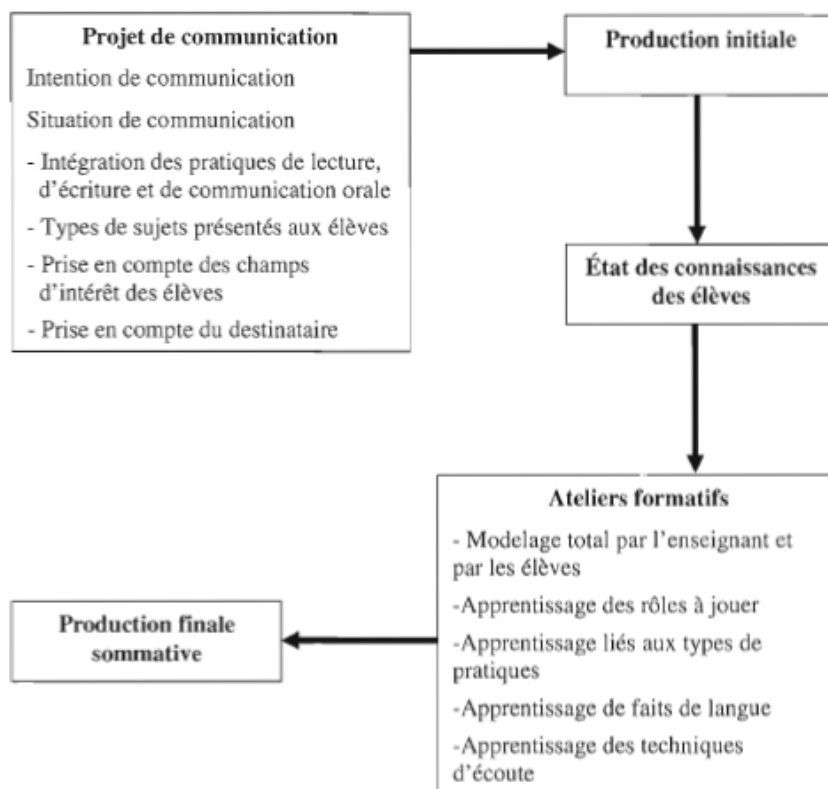 Projet de communication
Intention de communication
Situation de communication
- Intégration des pratiques de lecture,
d'écriture et de communication orale
- Types de sujets présentés aux élèves
- Prise en compte des champs
d'intérêt des élèves
- Prise en compte du destinataire
Production initiale
État des connaissances
des élèves
Ateliers formatifs
- Modelage total par l'enseignant et
par les élèves
-Apprentissage des rôles à jouer
-Apprentissage liés aux types de
pratiques
-Apprentissage de faits de langue
-Apprentissage des techniques
d'écoute
Production finale
sommative